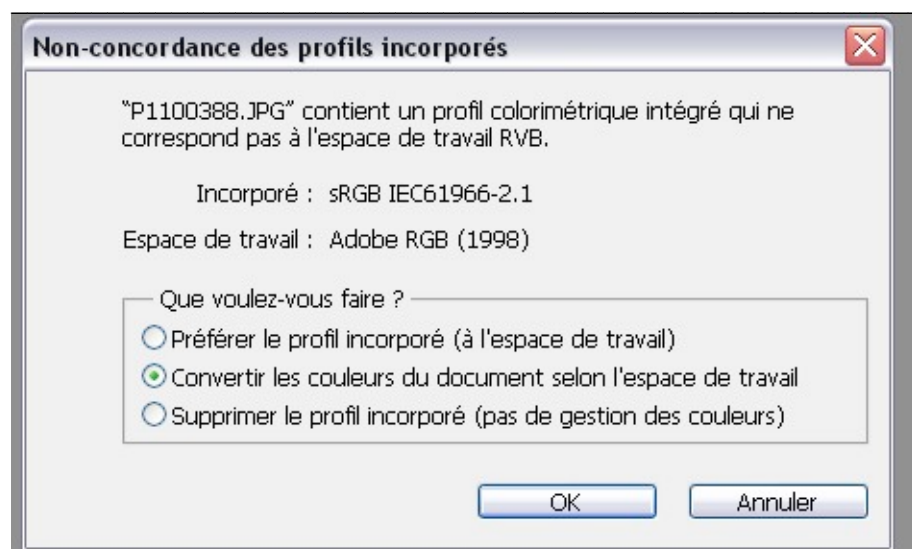 Non-concordance des profils incorporés
"P1100388.JPG" contient un profil colorimétrique intégré qui ne
correspond pas à l'espace de travail RVB.
Incorporé : sRGB IEC61966-2.1
Espace de travail : Adobe RGB (1998)
Que voulez-vous faire ?
Préférer le profil incorporé (à l'espace de travail)
Convertir les couleurs du document selon l'espace de travail
Supprimer le profil incorporé (pas de gestion des couleurs)
OK Annuler